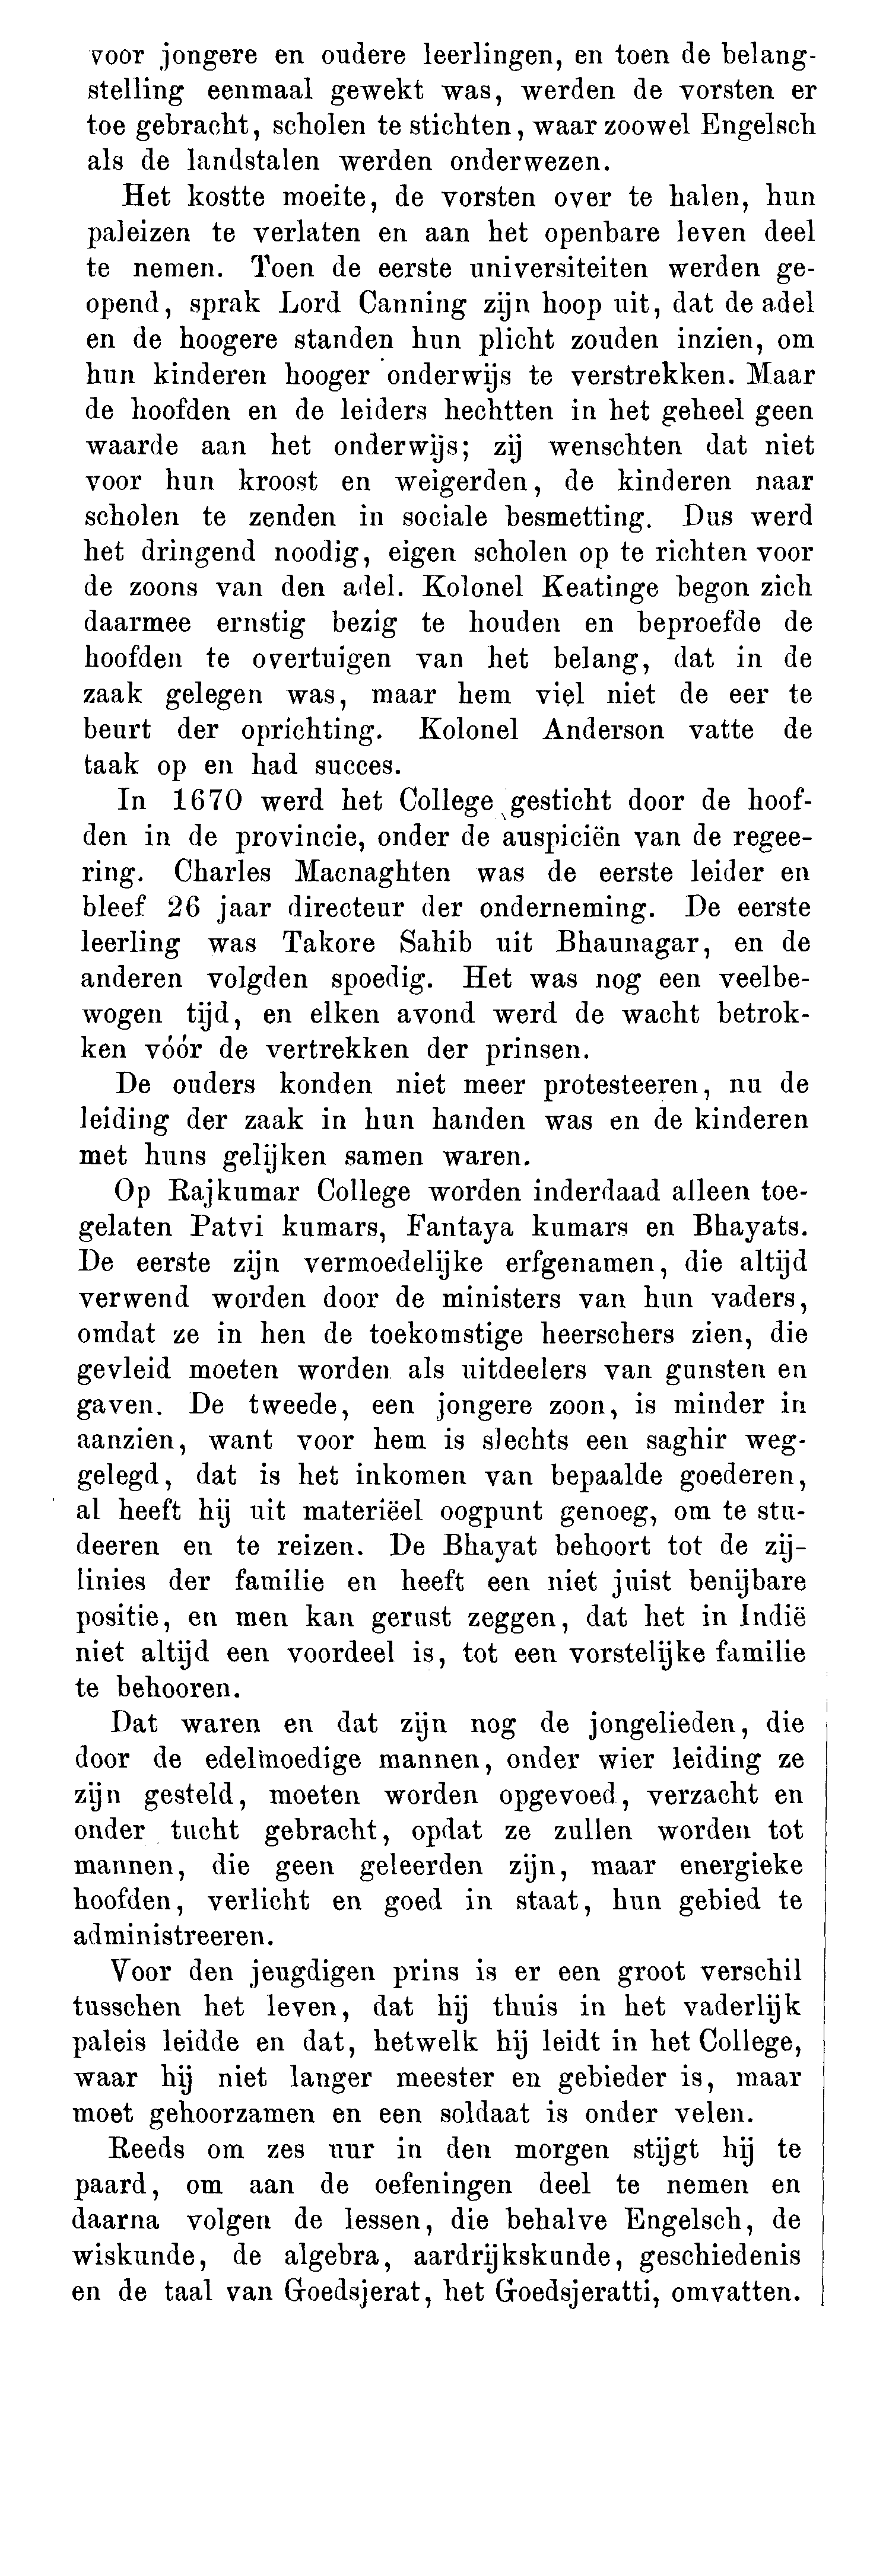 voor jongere en oudere leerlingen, en toen de belang-
stelling eenmaal gewekt was, werden de vorsten er
toe gebracht, scholen te stichten, waar zoowel Engelsch
als de landstalen werden onderwezen.
Het kostte moeite, de vorsten over te halen, hun
paleizen te verlaten en aan het openbare leven deel
te nemen. Toen de eerste universiteiten werden ge-
opend, sprak Lord Canning zijn hoop uit, dat de adel
en de hoogere standen hun plicht zouden inzien, om
hun kinderen hooger onderwijs te verstrekken. Maar
de hoofden en de leiders hechtten in het geheel geen
waarde aan het onderwijs; zij wenschten dat niet
voor hun kroost en weigerden, de kinderen naar
scholen te zenden in sociale besmetting. Dus werd
het dringend noodig, eigen scholen op te richten voor
de zoons van den adel. Kolonel Keatinge begon zich
daarmee ernstig bezig te houden en beproefde de
hoofden te overtuigen van het belang, dat in de
zaak gelegen was, maar hem viel niet de eer te
beurt der oprichting. Kolonel Anderson vatte de
taak op en had succes.
In 1670 werd het College gesticht door de hoof-
den in de provincie, onder de auspiciën van de regee-
ring. Charles Macnaghten was de eerste leider en
bleef 26 jaar directeur der onderneming. De eerste
leerling was Takore Sahib uit Bhaunagar, en de
anderen volgden spoedig. Het was nog een veelbe-
wogen tijd, en elken avond werd de wacht betrok-
ken vóór de vertrekken der prinsen.
De ouders konden niet meer protesteeren, nu de
leiding der zaak in hun handen was en de kinderen
met huns gelijken samen waren.
Op Rajkumar College worden inderdaad alleen toe-
gelaten Patvi kumars, Fantaya kumars en Bhayats.
De eerste zijn vermoedelijke erfgenamen, die altijd
verwend worden door de ministers van hun vaders,
omdat ze in hen de toekomstige heerschers zien, die
gevleid moeten worden als uitdeelers van gunsten en
gaven. De tweede, een jongere zoon, is minder in
aanzien, want voor hem is slechts een saghir weg-
gelegd, dat is het inkomen van bepaalde goederen,
al heeft hij uit materiëel oogpunt genoeg, om te stu-
deeren en te reizen. De Bhayat behoort tot de zij-
linies der familie en heeft een niet juist benijbare
positie, en men kan gerust zeggen, dat het in Indië
niet altijd een voordeel is, tot een vorstelijke familie
te behooren.
Dat waren en dat zijn nog de jongelieden, die
door de edelmoedige mannen, onder wier leiding ze
zijn gesteld, moeten worden opgevoed, verzacht en
onder tucht gebracht, opdat ze zullen worden tot
mannen, die geen geleerden zijn, maar energieke
hoofden, verlicht en goed in staat, hun gebied te
administreeren.
Voor den jeugdigen prins is er een groot verschil
tusschen het leven, dat hij thuis in het vaderlijk
paleis leidde en dat, hetwelk hij leidt in het College,
waar hij niet langer meester en gebieder is, maar
moet gehoorzamen en een soldaat is onder velen.
Reeds om zes uur in den morgen stijgt hij te
paard, om aan de oefeningen deel te nemen en
daarna volgen de lessen, die behalve Engelsch, de
wiskunde, de algebra, aardrijkskunde, geschiedenis
en de taal van Goedsjerat, het Goedsjeratti, omvatten.